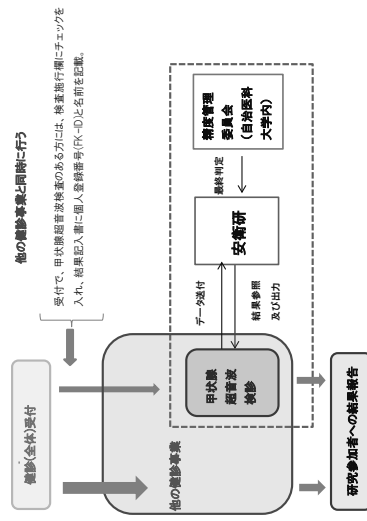 他の健診事業と同時に行う
受付で、甲状腺超音波検査のある方には、検査施行欄にチェックを
入れ、結果記入書に個人登録番号(FK-ID)と名前を記載。
健診(全体)受付
他の健診事業
甲状腺
超音波
検診
データ送付
結果参照
及び出力
安衛研
最終判定
精度管理
委員会
(自治医科
大学内)
研究参加者への結果報告